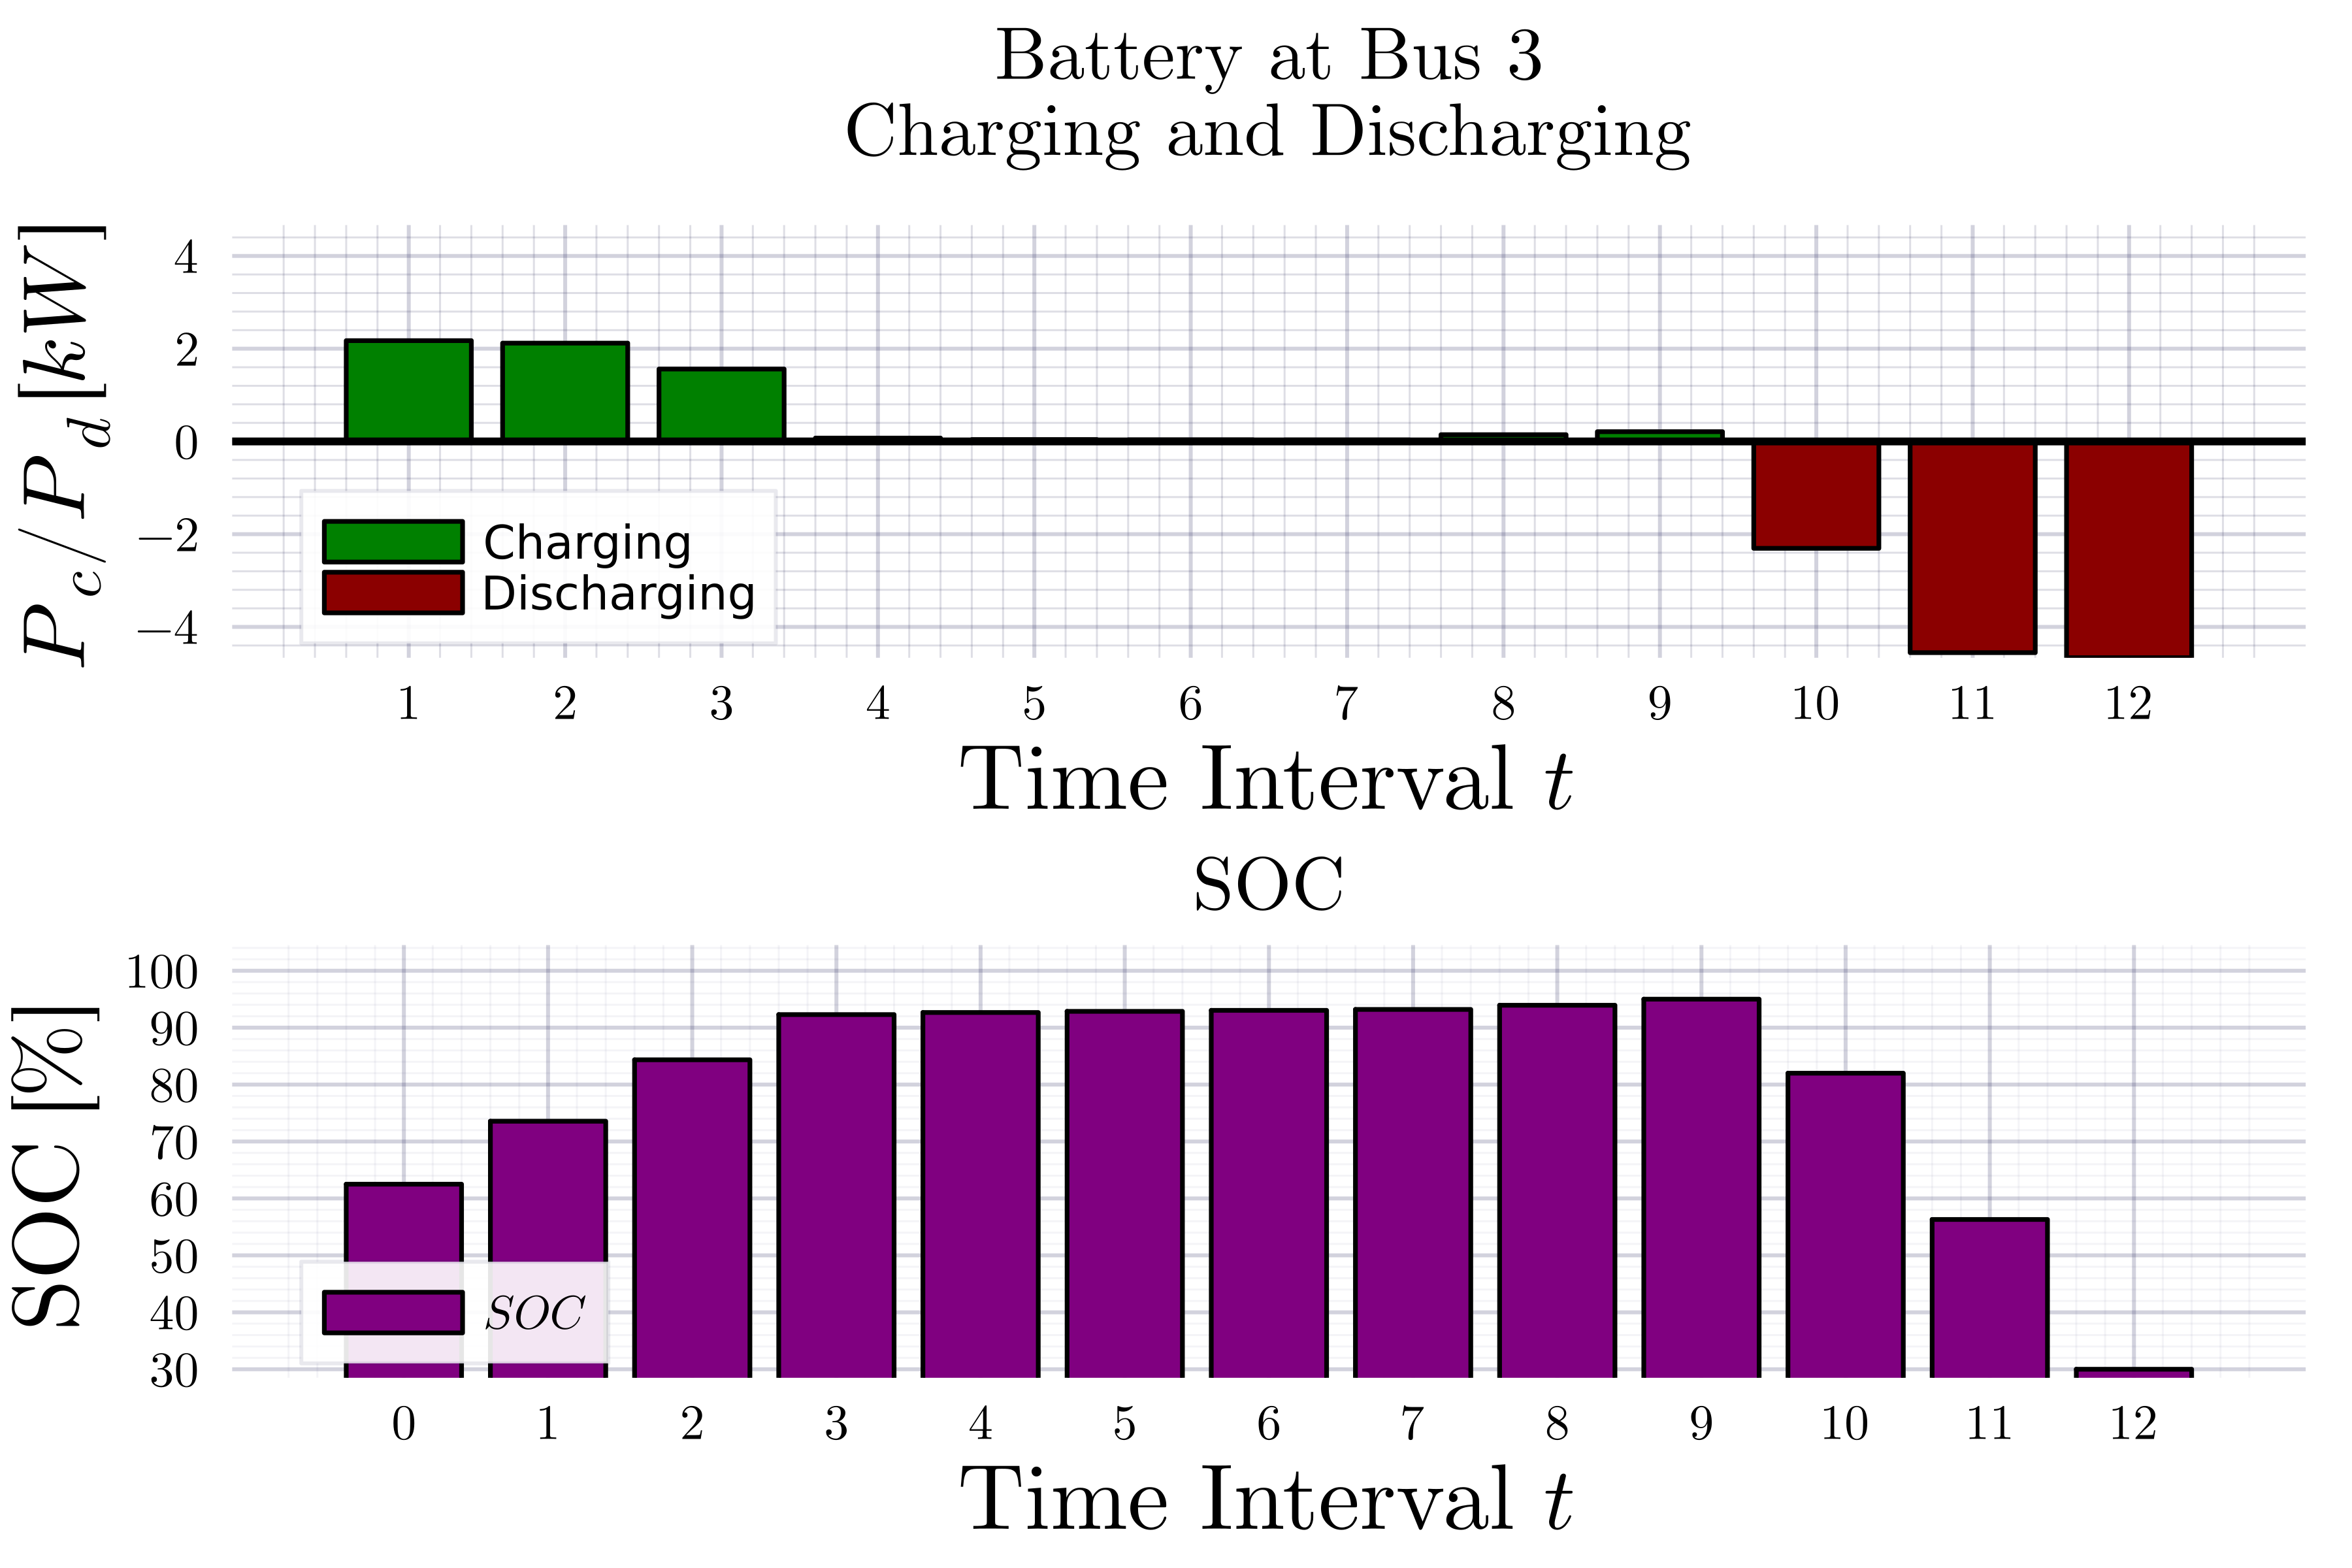 Battery at Bus 3
Charging and Discharging
P_c/P_d [kW]
4
2
0
−2
−4
Charging
Discharging
1 2 3 4 5 6 7 8 9 10 11 12
Time Interval t
SOC
SOC [%]
100
90
80
70
60
50
40
30
SOC
0 1 2 3 4 5 6 7 8 9 10 11 12
Time Interval t